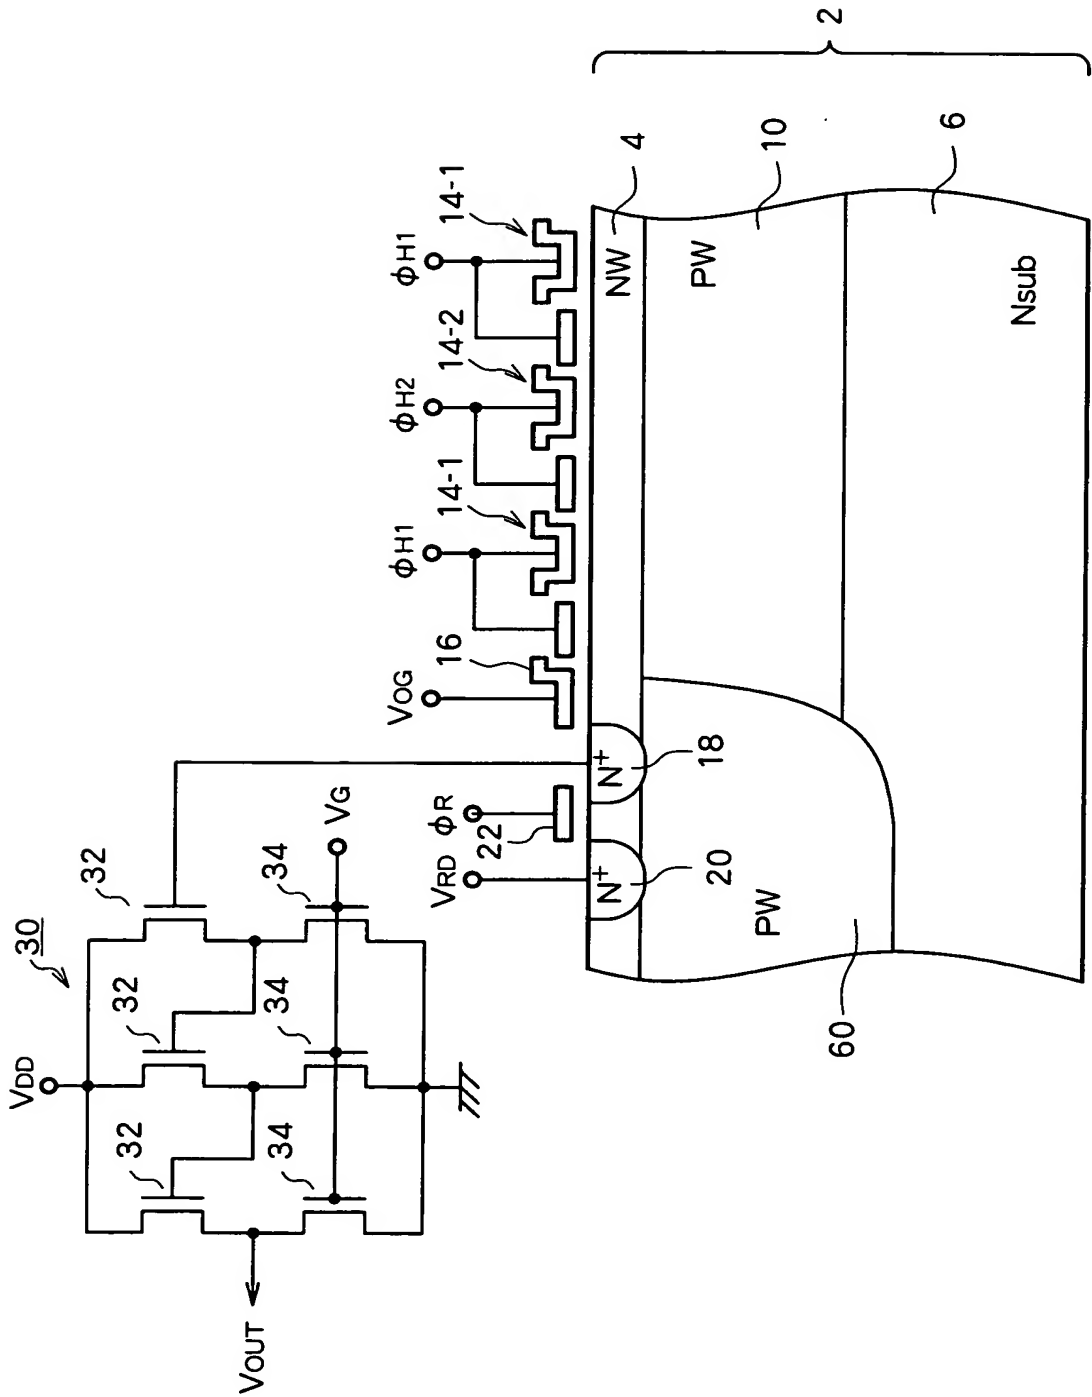 30
VDD
32
32
32
34
34
34
VG
VOUT
VRD
φR
22
VOG
16
φH1
14-1
φH2
14-2
φH1
14-1
N+
N+
20
18
NW
4
PW
10
PW
60
Nsub
6
2